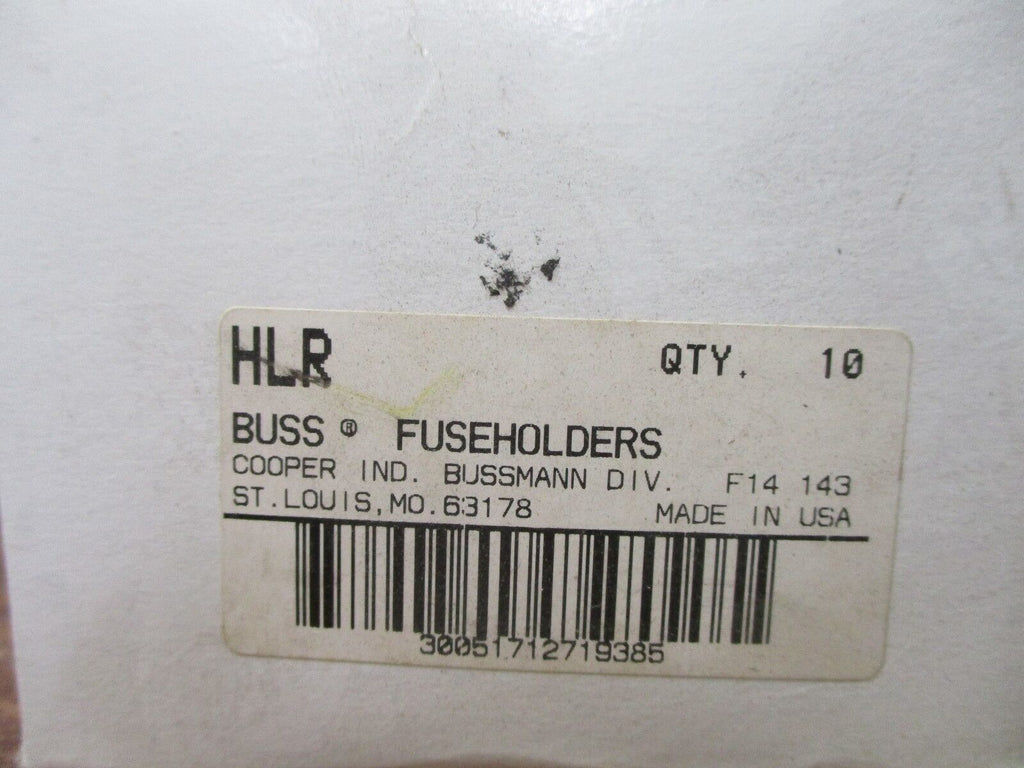 HLR QTY. 10
BUSS ® FUSEHOLDERS
COOPER IND. BUSSMANN DIV. F14 143
ST.LOUIS,MO.63178 MADE IN USA
30051712719385